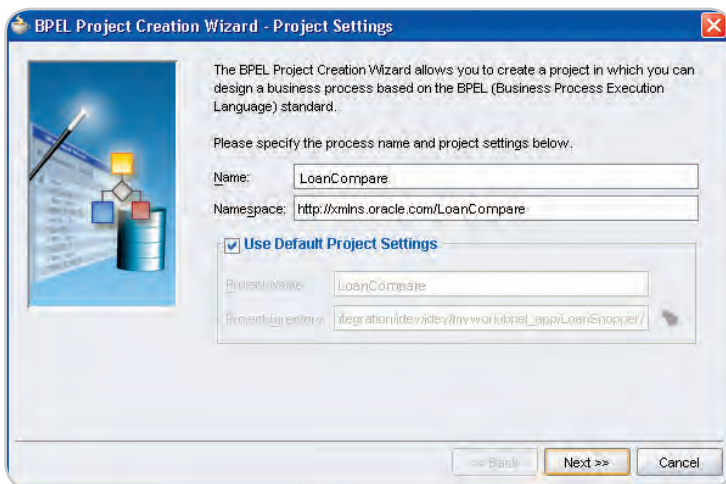 BPEL Project Creation Wizard - Project Settings
The BPEL Project Creation Wizard allows you to create a project in which you can
design a business process based on the BPEL (Business Process Execution
Language) standard.
Please specify the process name and project settings below.
Name: LoanCompare
Namespace: http://xmlns.oracle.com/LoanCompare
Use Default Project Settings
Project Name: LoanCompare
Project Directory: ntegration/jdev/jdev/mywork/bpel_app/LoanShopper/
<< Back Next >> Cancel